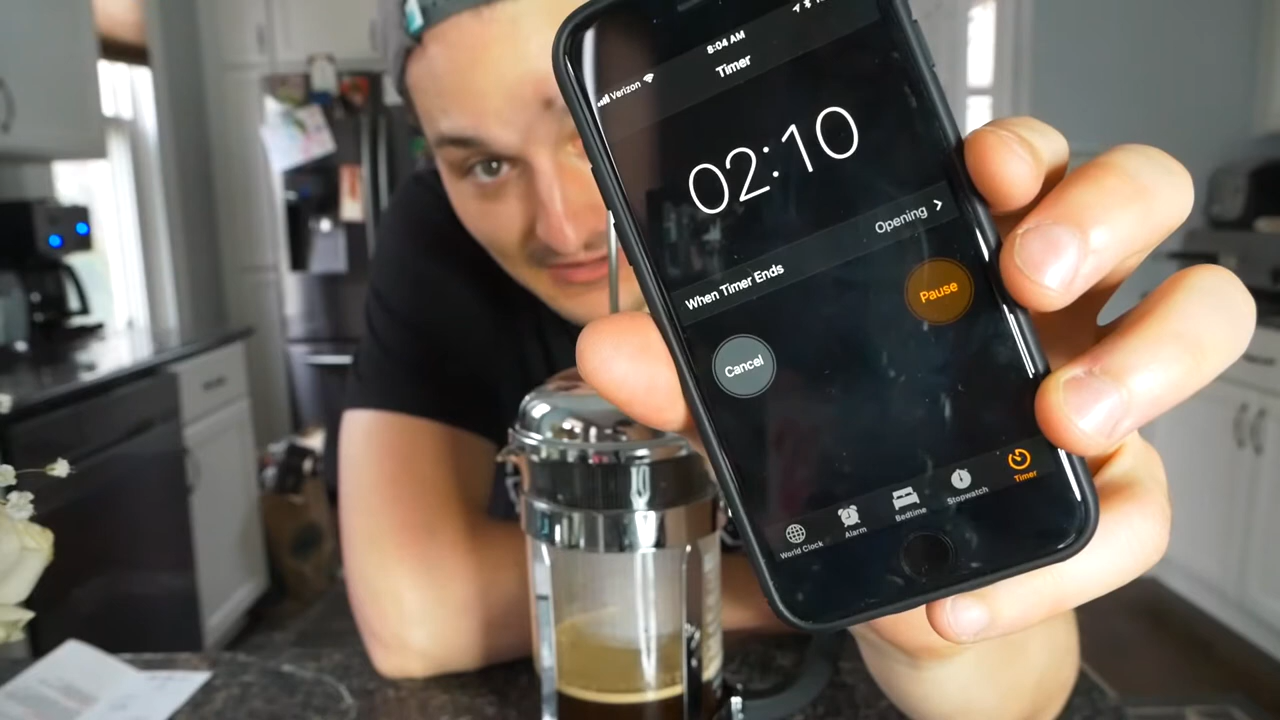 Verizon
8:04 AM
Timer
02:10
When Timer Ends
Opening
Cancel
Pause
World Clock
Alarm
Bedtime
Stopwatch
Timer